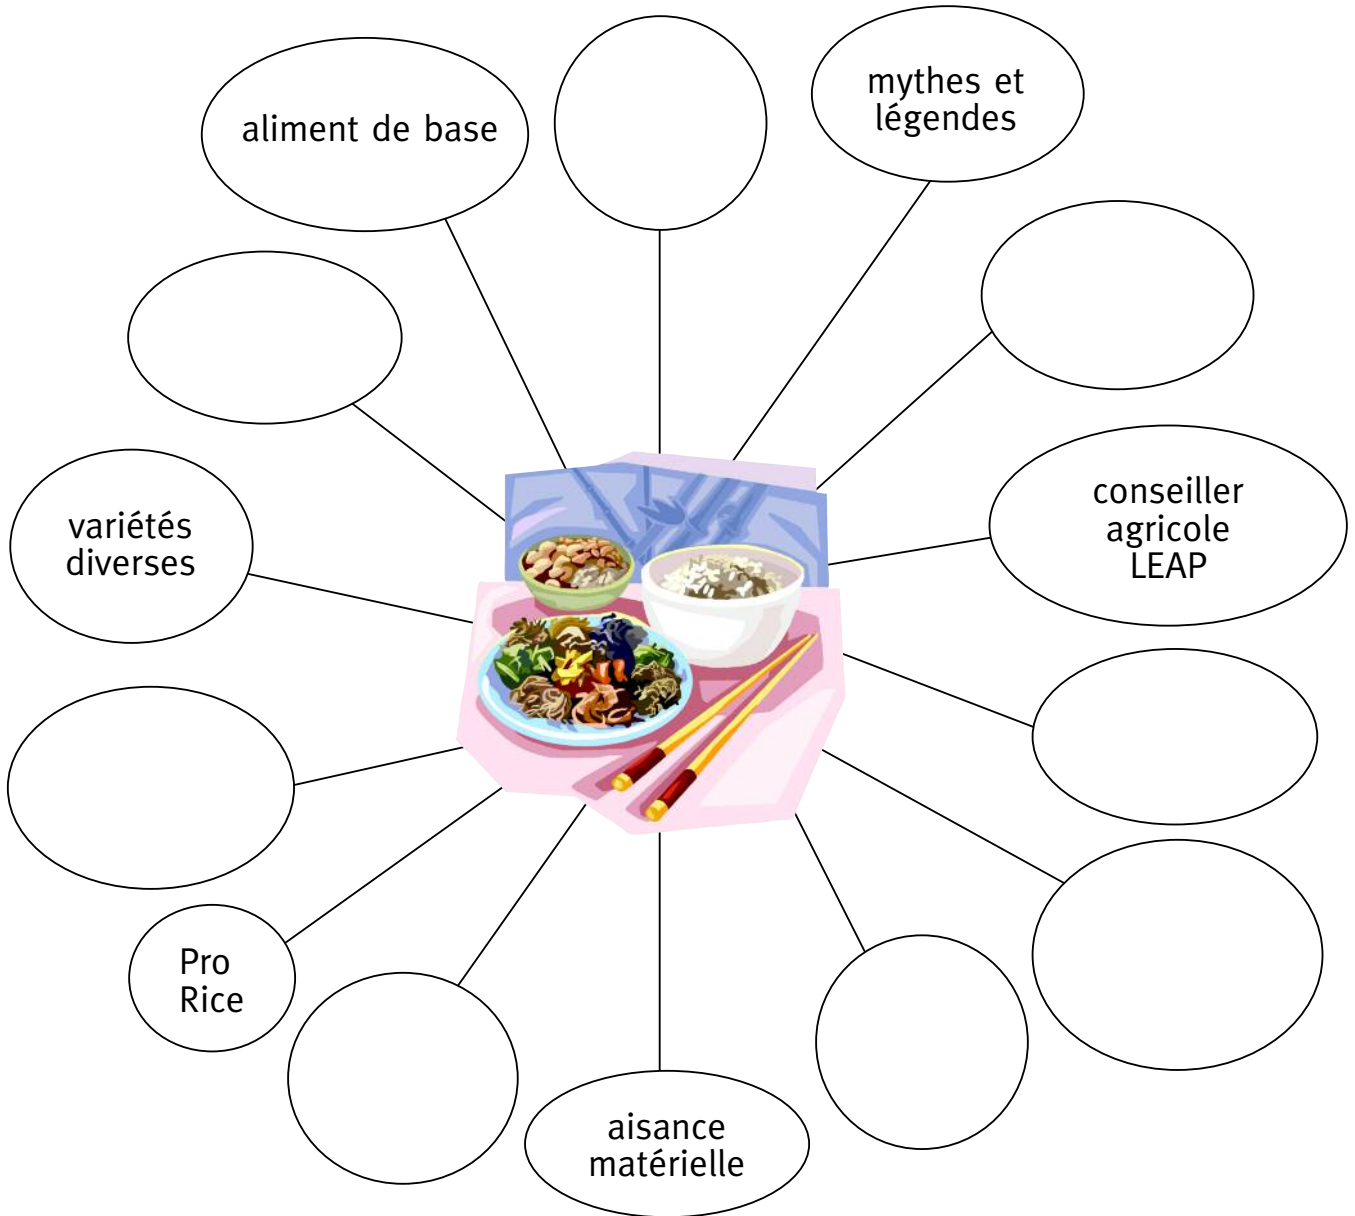 aliment de base
mythes et
légendes
variétés
diverses
conseiller
agricole
LEAP
Pro
Rice
aisance
matérielle